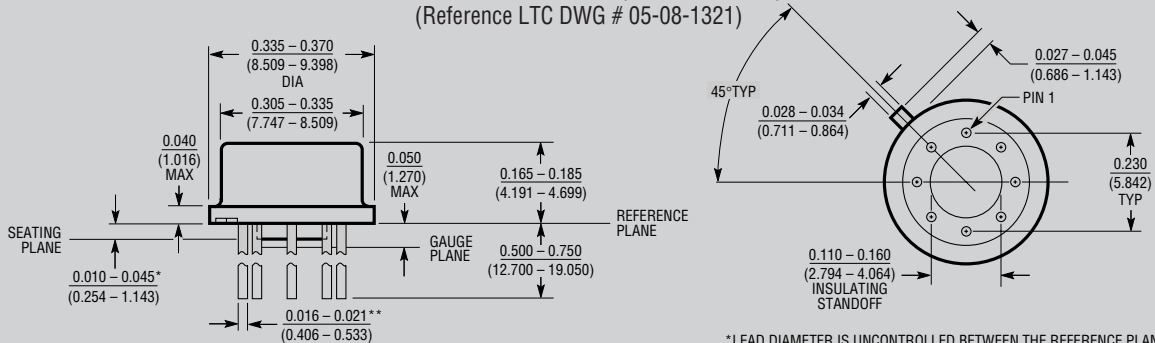 (Reference LTC DWG # 05-08-1321)
0.335 – 0.370
(8.509 – 9.398)
DIA
0.305 – 0.335
(7.747 – 8.509)
0.040
(1.016)
MAX
0.050
(1.270)
MAX
0.165 – 0.185
(4.191 – 4.699)
SEATING
PLANE
GAUGE
PLANE
REFERENCE
PLANE
0.010 – 0.045*
(0.254 – 1.143)
0.500 – 0.750
(12.700 – 19.050)
0.016 – 0.021**
(0.406 – 0.533)
45°TYP
0.028 – 0.034
(0.711 – 0.864)
0.027 – 0.045
(0.686 – 1.143)
PIN 1
0.230
(5.842)
TYP
0.110 – 0.160
(2.794 – 4.064)
INSULATING
STANDOFF
*LEAD DIAMETER IS UNCONTROLLED BETWEEN THE REFERENCE PLAN